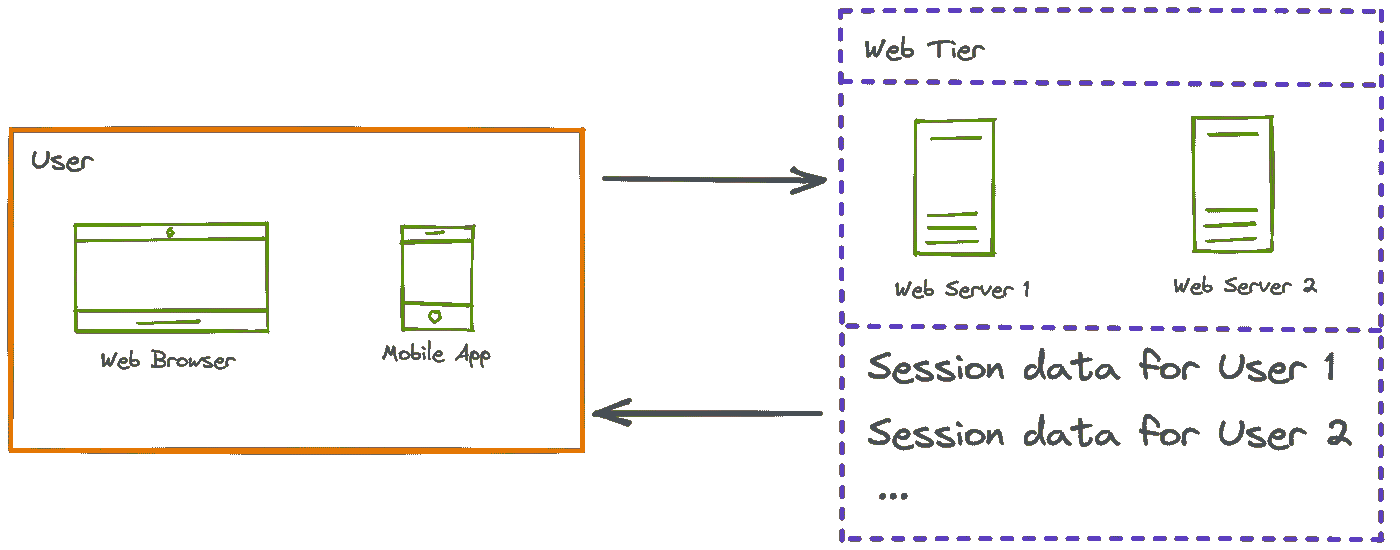 Web Tier
User
Web Server 1
Web Server 2
Web Browser
Mobile App
Session data for User 1
Session data for User 2
...